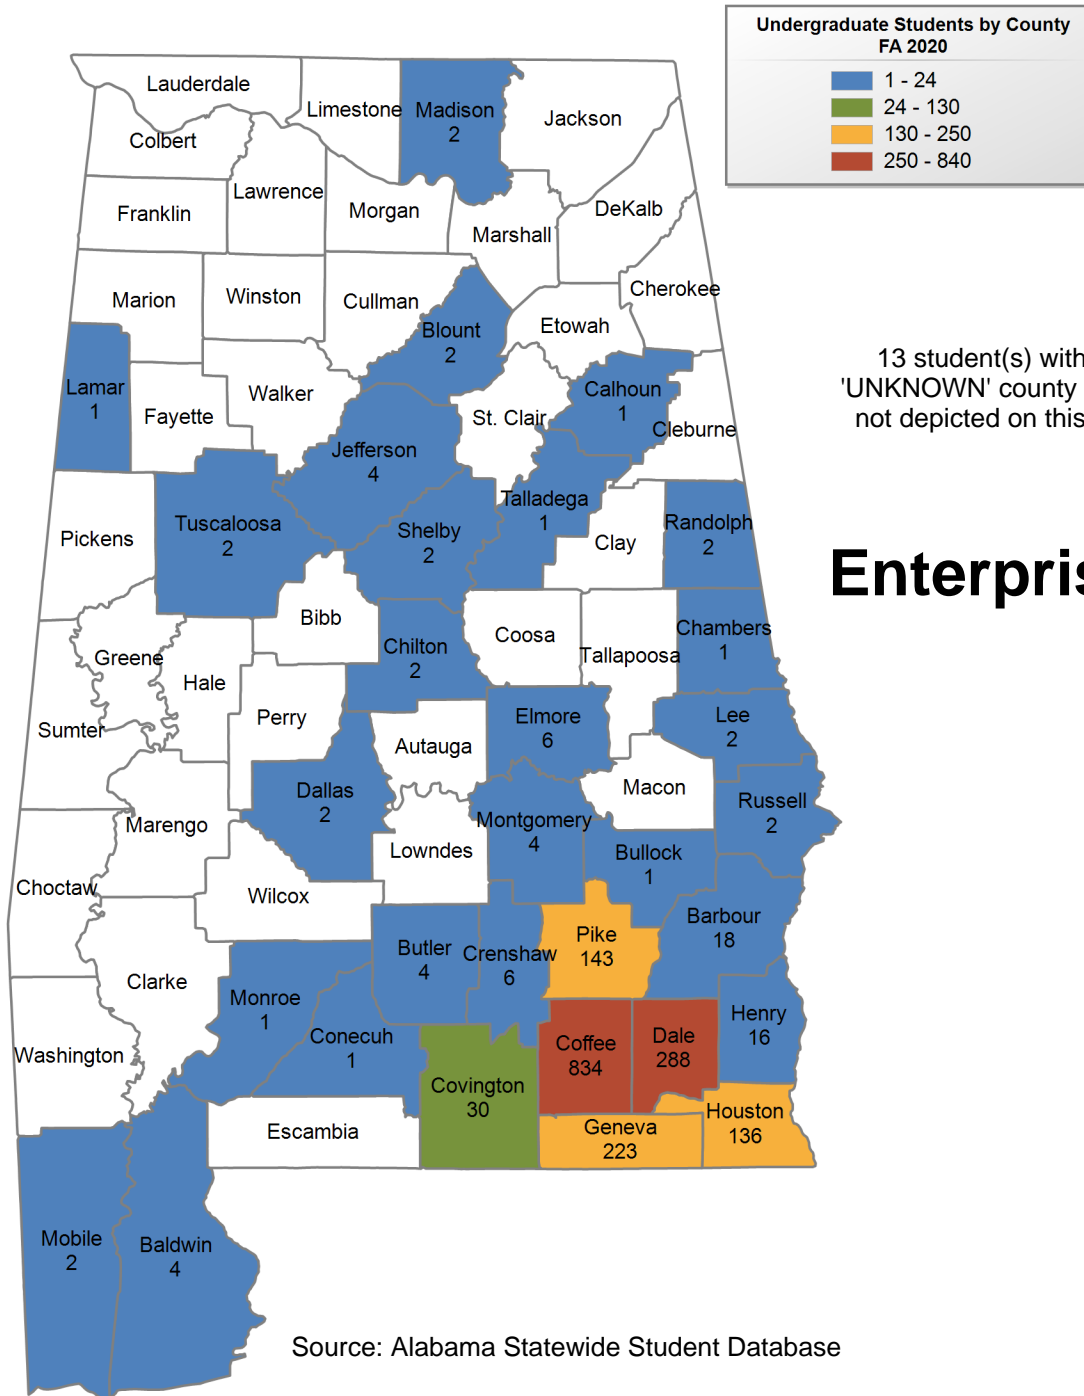 Undergraduate Students by County
FA 2020
1 - 24
24 - 130
130 - 250
250 - 840
Lauderdale
Limestone
Madison
2
Jackson
Colbert
Lawrence
Franklin
Morgan
DeKalb
Marshall
Cherokee
Marion
Winston
Cullman
Etowah
Blount
2
13 student(s) with
'UNKNOWN' county
not depicted on this
Lamar
1
Fayette
Walker
Calhoun
1
St. Clair
Cleburne
Jefferson
4
Talladega
1
Pickens
Tuscaloosa
2
Shelby
2
Clay
Randolph
2
Enterpris
Bibb
Coosa
Chambers
1
Chilton
2
Tallapoosa
Greene
Hale
Perry
Elmore
6
Lee
2
Sumter
Autauga
Macon
Dallas
2
Russell
2
Marengo
Montgomery
4
Lowndes
Bullock
1
Choctaw
Wilcox
Barbour
18
Butler
4
Crenshaw
6
Pike
143
Clarke
Monroe
1
Henry
16
Conecuh
1
Coffee
834
Dale
288
Washington
Covington
30
Houston
136
Escambia
Geneva
223
Mobile
2
Baldwin
4
Source: Alabama Statewide Student Database